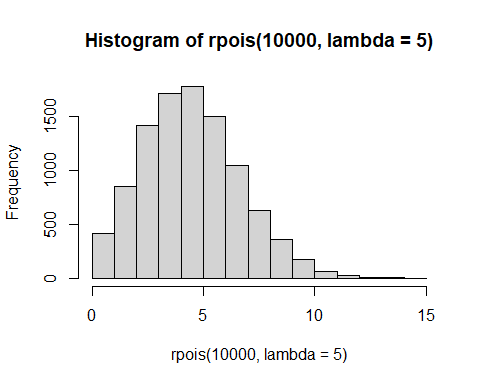 Histogram of rpois(10000, lambda = 5)
Frequency
1500
1000
500
0
0 5 10 15
rpois(10000, lambda = 5)